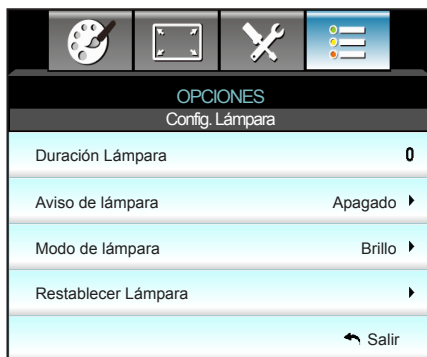 OPCIONES
Config. Lámpara
Duración Lámpara 0
Aviso de lámpara Apagado
Modo de lámpara Brillo
Restablecer Lámpara
Salir